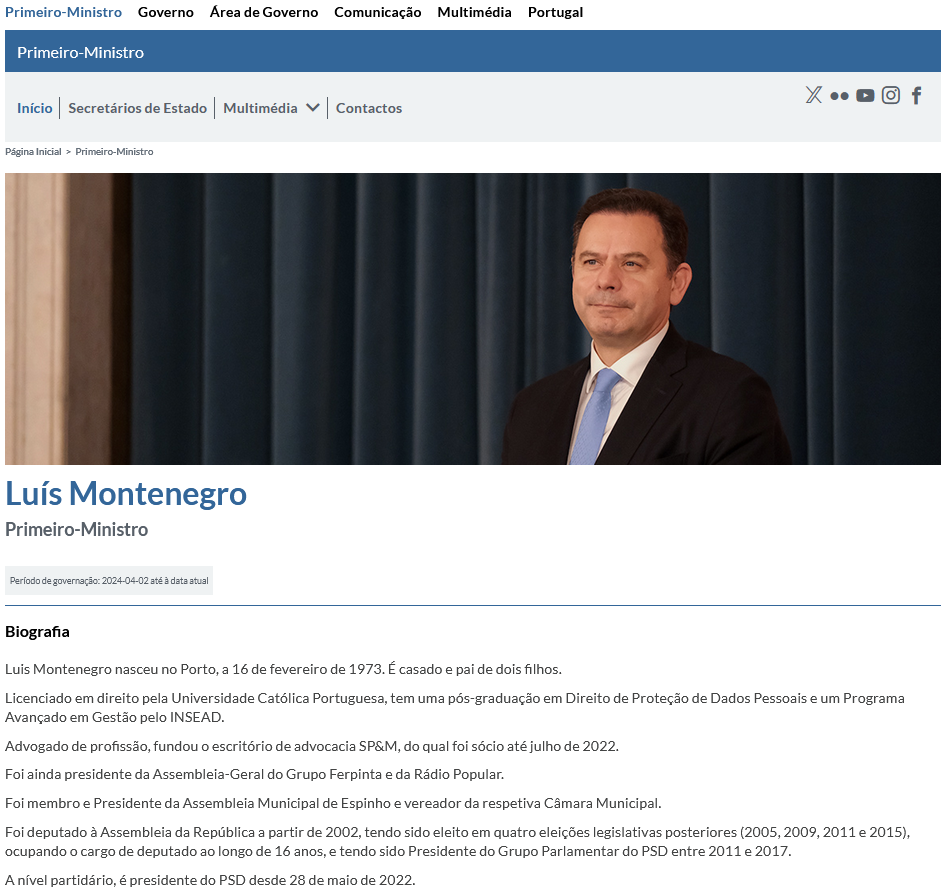 Primeiro-Ministro Governo Área de Governo Comunicação Multimédia Portugal
Primeiro-Ministro
Início Secretários de Estado Multimédia Contactos
Página Inicial > Primeiro-Ministro
Luís Montenegro
Primeiro-Ministro
Período de governação: 2024-04-02 até à data atual
Biografia
Luis Montenegro nasceu no Porto, a 16 de fevereiro de 1973. É casado e pai de dois filhos.
Licenciado em direito pela Universidade Católica Portuguesa, tem uma pós-graduação em Direito de Proteção de Dados Pessoais e um Programa
Avançado em Gestão pelo INSEAD.
Advogado de profissão, fundou o escritório de advocacia SP&M, do qual foi sócio até julho de 2022.
Foi ainda presidente da Assembleia-Geral do Grupo Ferpinta e da Rádio Popular.
Foi membro e Presidente da Assembleia Municipal de Espinho e vereador da respetiva Câmara Municipal.
Foi deputado à Assembleia da República a partir de 2002, tendo sido eleito em quatro eleições legislativas posteriores (2005, 2009, 2011 e 2015),
ocupando o cargo de deputado ao longo de 16 anos, e tendo sido Presidente do Grupo Parlamentar do PSD entre 2011 e 2017.
A nível partidário, é presidente do PSD desde 28 de maio de 2022.